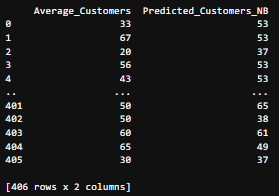 Average_Customers Predicted_Customers_NB
0 33 53
1 67 53
2 20 37
3 56 53
4 43 53
.. ... ...
401 50 65
402 50 38
403 60 61
404 65 49
405 30 37
[406 rows x 2 columns]